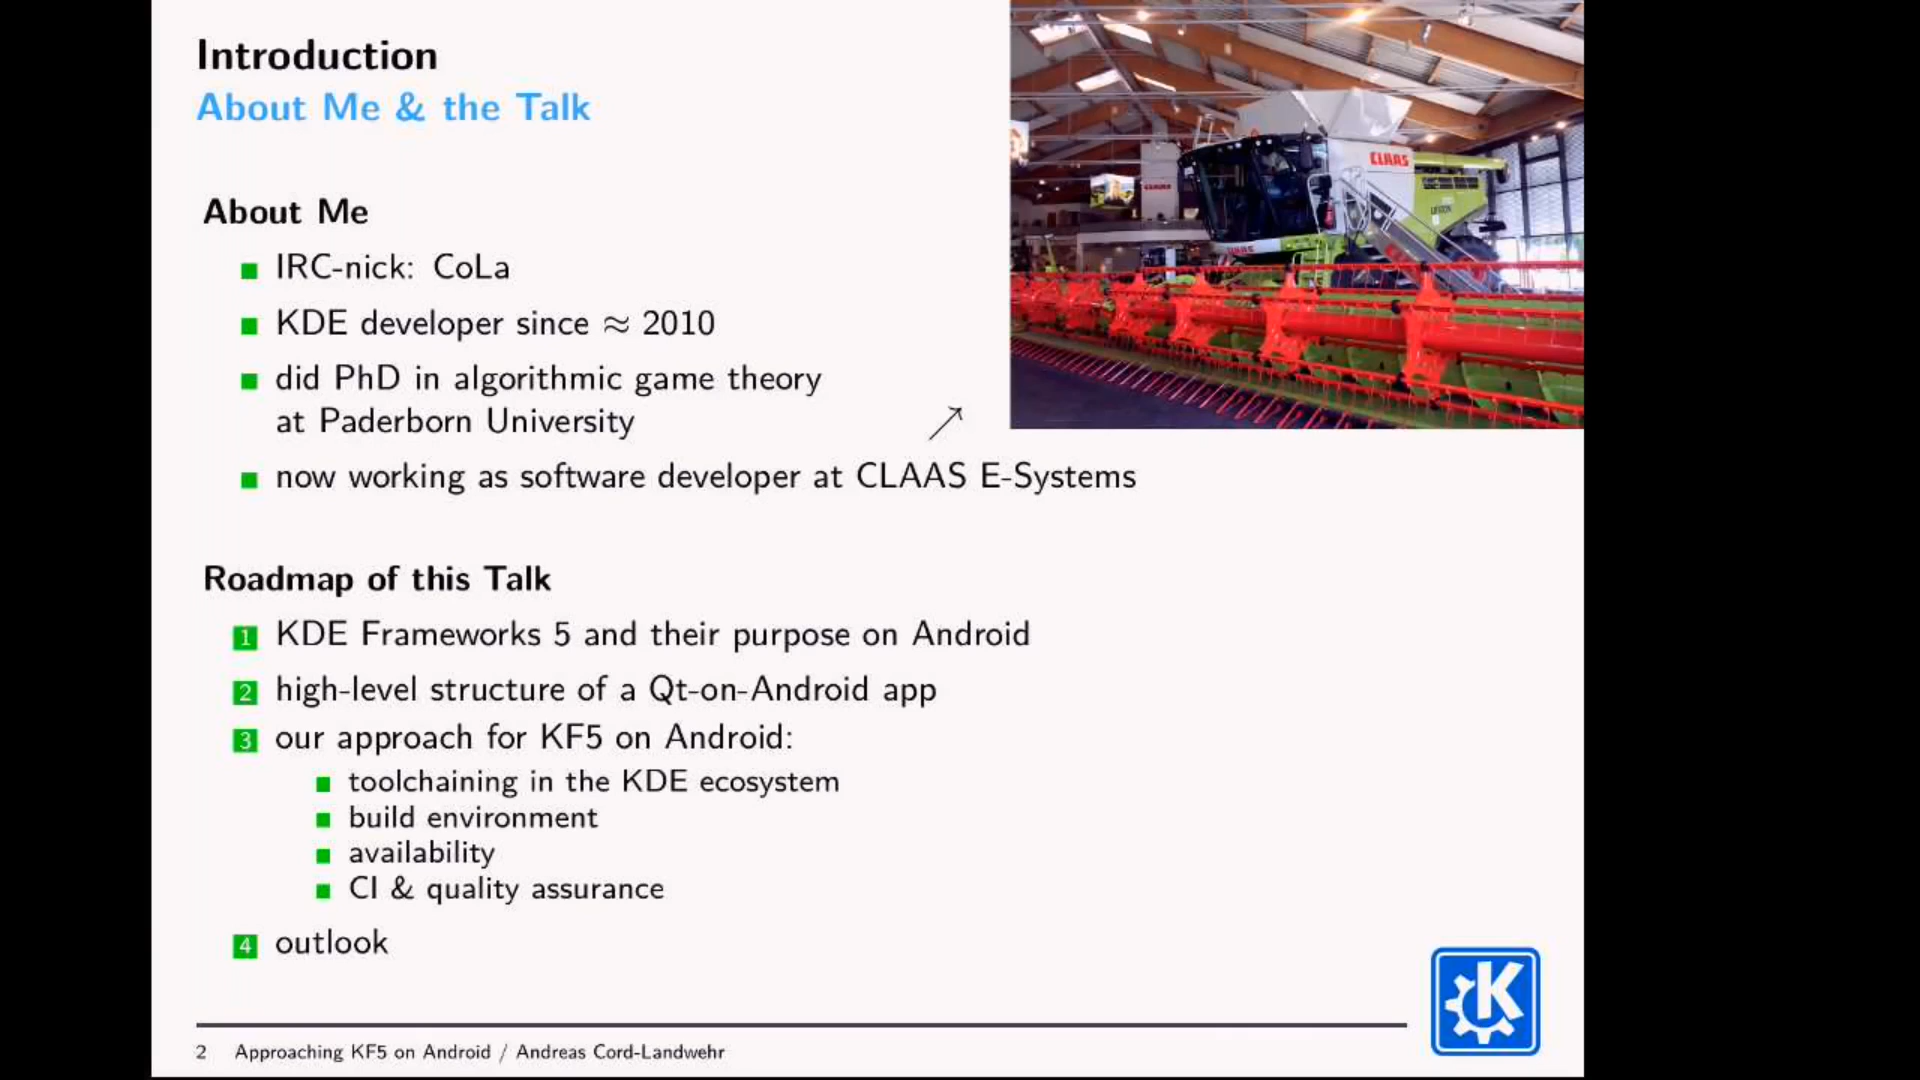 Introduction
About Me & the Talk
About Me
IRC-nick: CoLa
KDE developer since ≈ 2010
did PhD in algorithmic game theory
at Paderborn University
↗
now working as software developer at CLAAS E-Systems
CLAAS
CLAAS
CLAAS
LEXION
Roadmap of this Talk
1 KDE Frameworks 5 and their purpose on Android
2 high-level structure of a Qt-on-Android app
3 our approach for KF5 on Android:
toolchaining in the KDE ecosystem
build environment
availability
CI & quality assurance
4 outlook
K
2 Approaching KF5 on Android / Andreas Cord-Landwehr